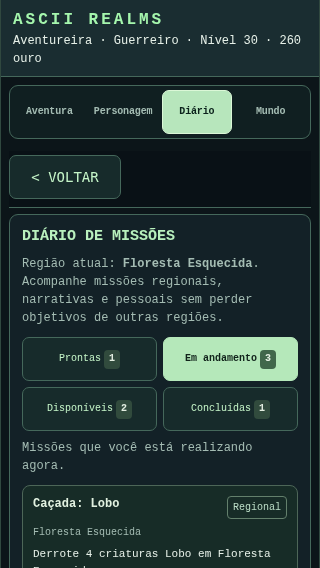 ASCII REALMS
Aventureira · Guerreiro · Nível 30 · 260
ouro
Aventura Personagem Diário Mundo
< VOLTAR
DIÁRIO DE MISSÕES
Região atual: Floresta Esquecida.
Acompanhe missões regionais,
narrativas e pessoais sem perder
objetivos de outras regiões.
Prontas 1 Em andamento 3
Disponíveis 2 Concluídas 1
Missões que você está realizando
agora.
Caçada: Lobo Regional
Floresta Esquecida
Derrote 4 criaturas Lobo em Floresta